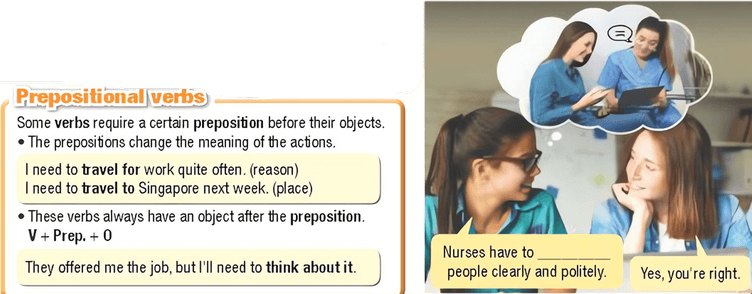 Prepositional verbs
Some verbs require a certain preposition before their objects.
• The prepositions change the meaning of the actions.
I need to travel for work quite often. (reason)
I need to travel to Singapore next week. (place)
• These verbs always have an object after the preposition.
V + Prep. + O
They offered me the job, but I'll need to think about it.
Nurses have to __________
people clearly and politely.
Yes, you're right.